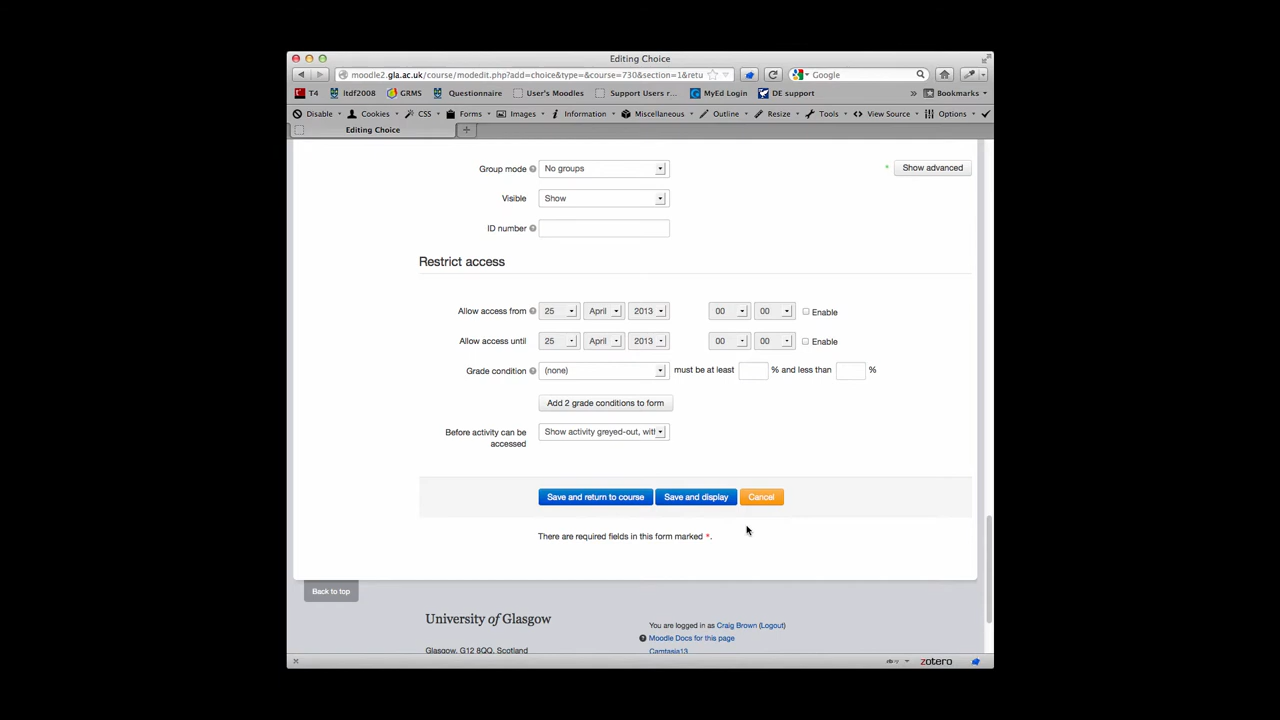 Editing Choice
moodle2.gla.ac.uk/course/modedit.php?add=choice&type=&course=730&section=1&retu
Google
T4 ltdf2008 GRMS Questionnaire User's Moodles Support Users r... MyEd Login DE support » Bookmarks
Disable Cookies CSS Forms Images Information Miscellaneous Outline Resize Tools View Source Options
Editing Choice
Group mode No groups * Show advanced
Visible Show
ID number
Restrict access
Allow access from 25 April 2013 00 00 Enable
Allow access until 25 April 2013 00 00 Enable
Grade condition (none) must be at least % and less than %
Add 2 grade conditions to form
Before activity can be
accessed
Show activity greyed-out, with
Save and return to course Save and display Cancel
There are required fields in this form marked *.
Back to top
University of Glasgow
You are logged in as Craig Brown (Logout)
Moodle Docs for this page
Glasgow, G12 8QQ, Scotland
Camtasia13
zotero